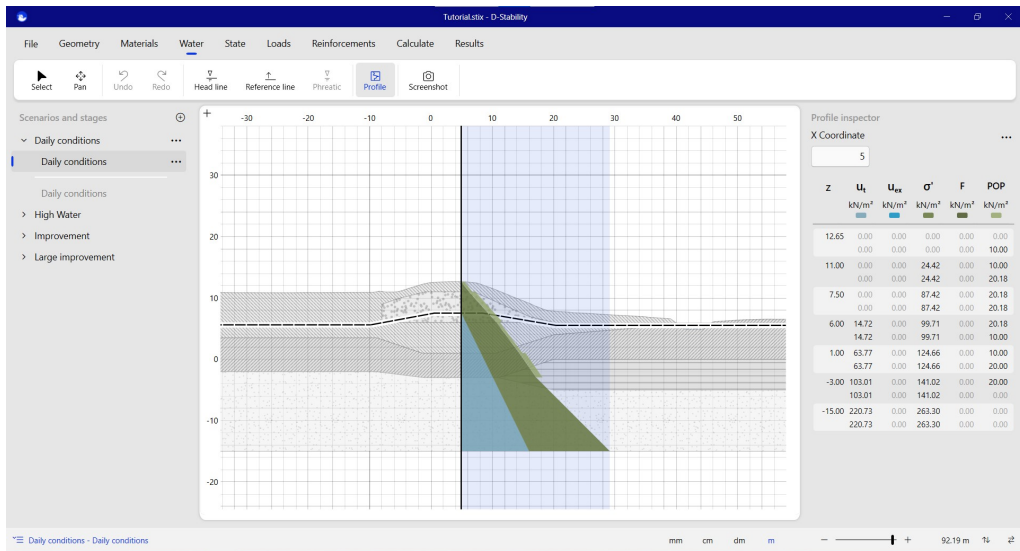 Tutorial.stix - D-Stability
File Geometry Materials Water State Loads Reinforcements Calculate Results
Select Pan Undo Redo Head line Reference line Phreatic Profile Screenshot
Scenarios and stages
Daily conditions
Daily conditions
Daily conditions
High Water
Improvement
Large improvement
-30 -20 -10 0 10 20 30 40 50
30
20
10
0
-10
-20
Profile inspector
X Coordinate
5
z ut uex σ' F POP
kN/m² kN/m² kN/m² kN/m² kN/m²
12.65 0.00 0.00 0.00 0.00 0.00
0.00 0.00 0.00 0.00 10.00
11.00 0.00 0.00 24.42 0.00 10.00
0.00 0.00 24.42 0.00 20.18
7.50 0.00 0.00 87.42 0.00 20.18
0.00 0.00 87.42 0.00 20.18
6.00 14.72 0.00 99.71 0.00 20.18
14.72 0.00 99.71 0.00 10.00
1.00 63.77 0.00 124.66 0.00 10.00
63.77 0.00 124.66 0.00 20.00
-3.00 103.01 0.00 141.02 0.00 20.00
103.01 0.00 141.02 0.00 0.00
-15.00 220.73 0.00 263.30 0.00 0.00
220.73 0.00 263.30 0.00 0.00
Daily conditions - Daily conditions
mm cm dm m
92.19 m